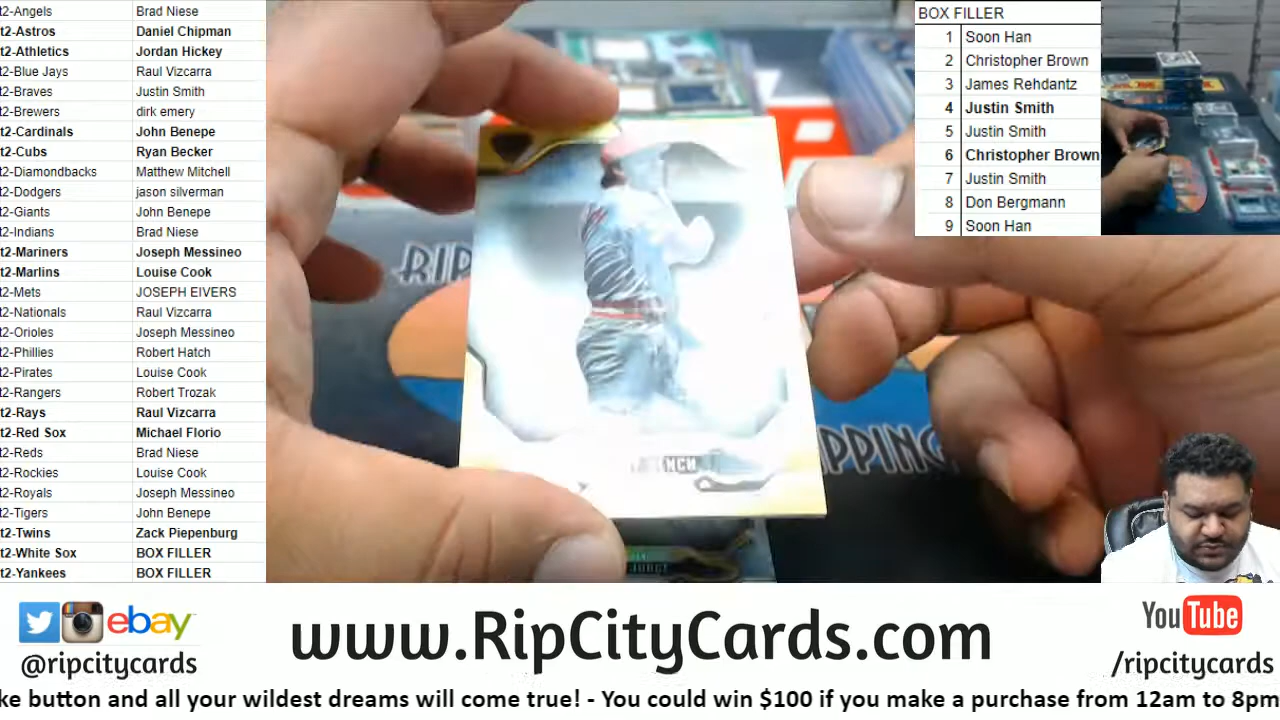 t2-Angels Brad Niese
t2-Astros Daniel Chipman
t2-Athletics Jordan Hickey
t2-Blue Jays Raul Vizcarra
t2-Braves Justin Smith
t2-Brewers dirk emery
t2-Cardinals John Benepe
t2-Cubs Ryan Becker
t2-Diamondbacks Matthew Mitchell
t2-Dodgers jason silverman
t2-Giants John Benepe
t2-Indians Brad Niese
t2-Mariners Joseph Messineo
t2-Marlins Louise Cook
t2-Mets JOSEPH EIVERS
t2-Nationals Raul Vizcarra
t2-Orioles Joseph Messineo
t2-Phillies Robert Hatch
t2-Pirates Louise Cook
t2-Rangers Robert Trozak
t2-Rays Raul Vizcarra
t2-Red Sox Michael Florio
t2-Reds Brad Niese
t2-Rockies Louise Cook
t2-Royals Joseph Messineo
t2-Tigers John Benepe
t2-Twins Zack Piepenburg
t2-White Sox BOX FILLER
t2-Yankees BOX FILLER
BOX FILLER
1 Soon Han
2 Christopher Brown
3 James Rehdantz
4 Justin Smith
5 Justin Smith
6 Christopher Brown
7 Justin Smith
8 Don Bergmann
9 Soon Han
RIP
PPING
NCH
JUDGE
ebay
@ripcitycards
www.RipCityCards.com
YouTube
/ripcitycards
ke button and all your wildest dreams will come true! - You could win $100 if you make a purchase from 12am to 8pm